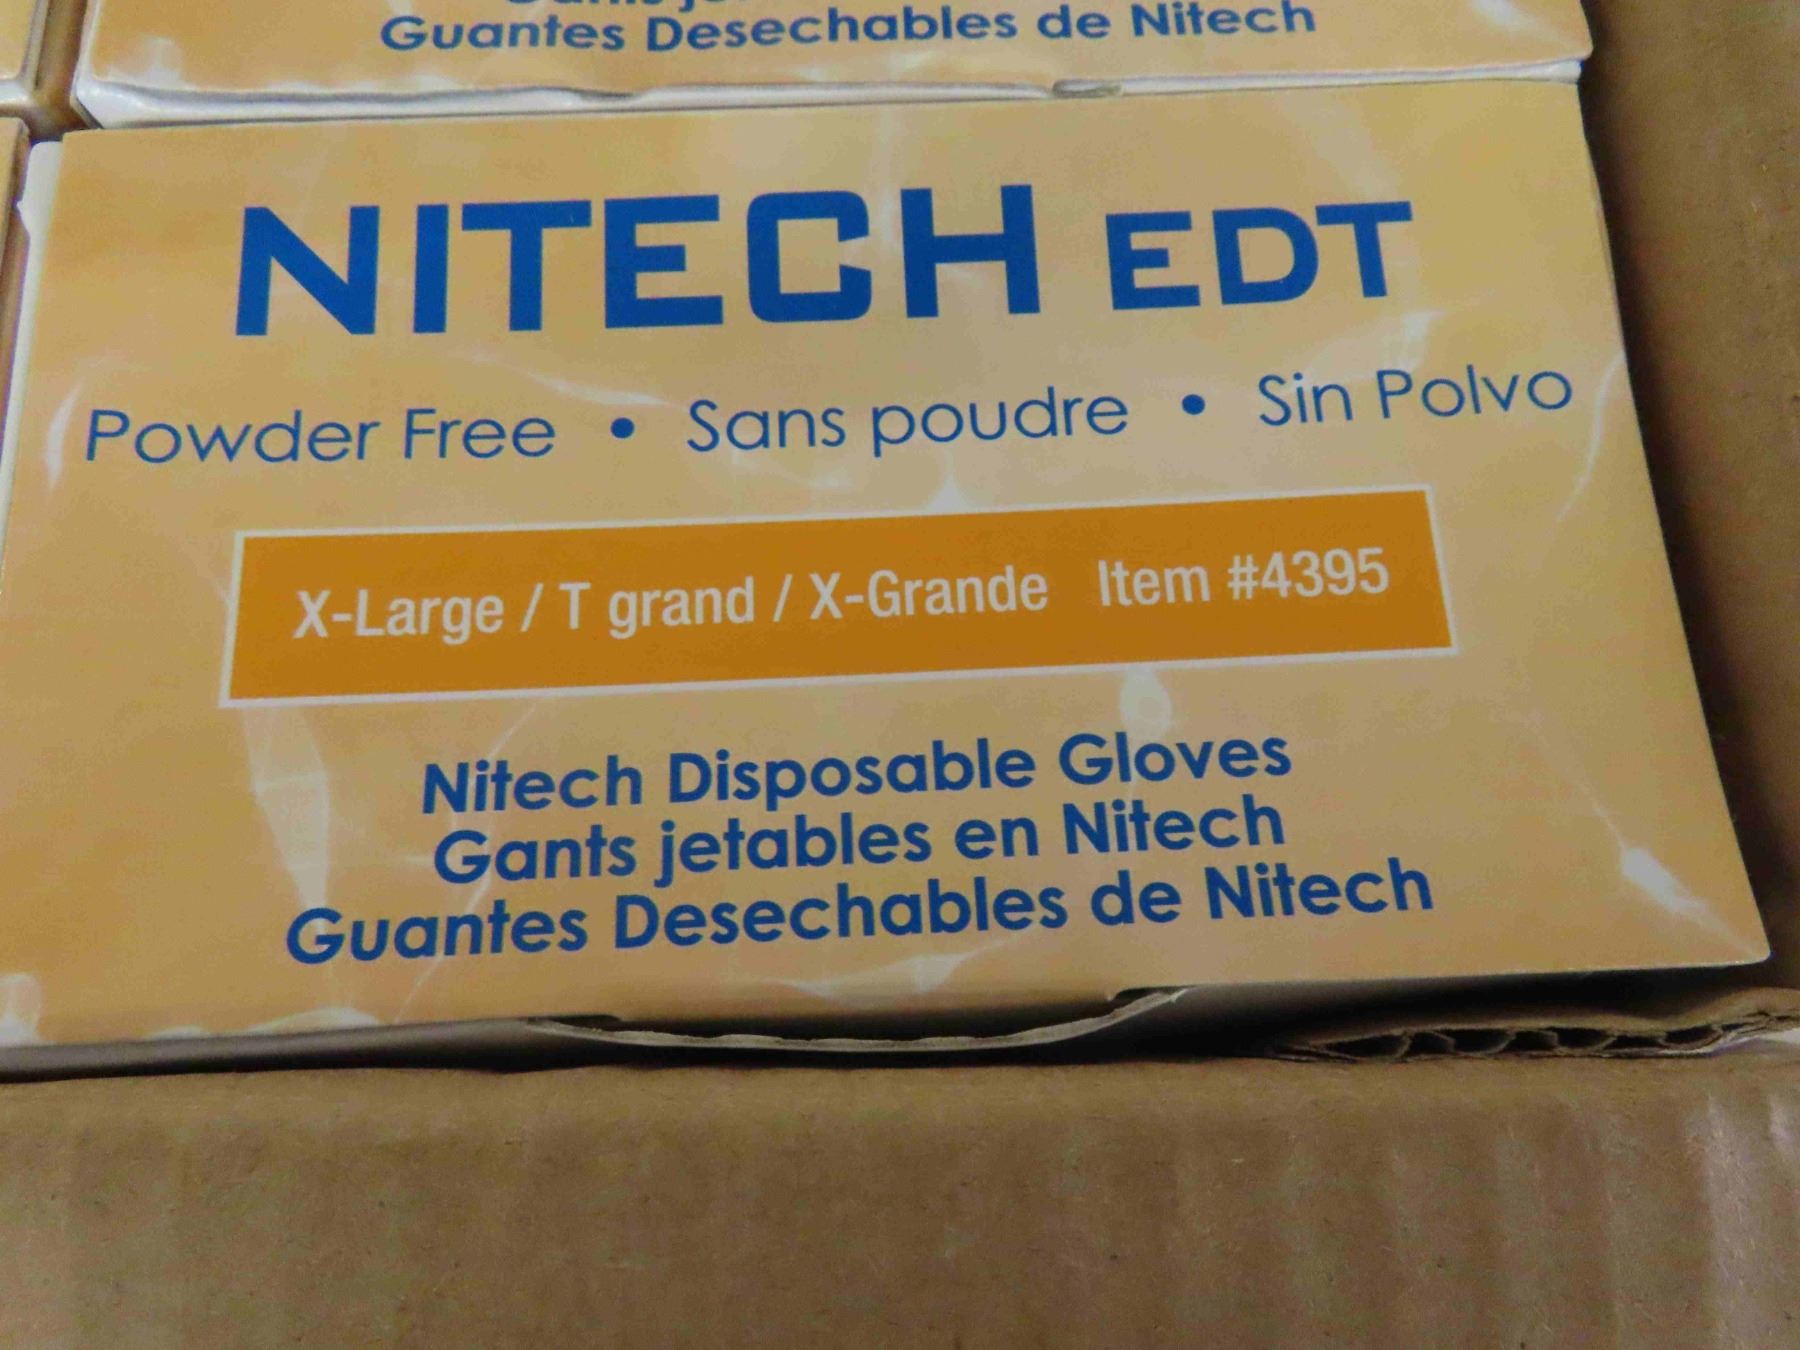 Guantes Desechables de Nitech
NITECH EDT
Powder Free • Sans poudre • Sin Polvo
X-Large / T grand / X-Grande Item #4395
Nitech Disposable Gloves
Gants jetables en Nitech
Guantes Desechables de Nitech